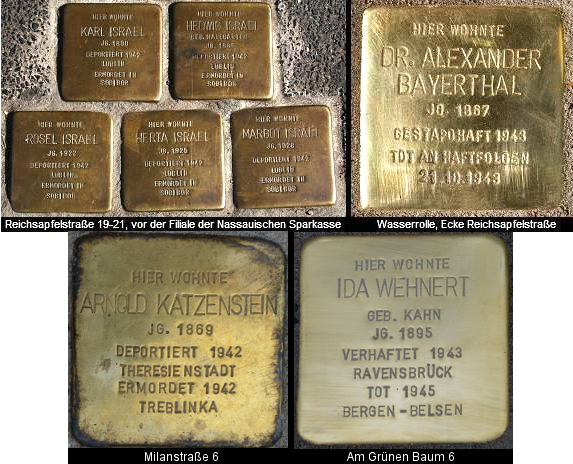 HIER WOHNTE
KARL ISRAEL
JG.
DEPORTIERT 1942
LUBLIN
ERMORDET IN
SOBIBOR
HIER WOHNTE
HEDWIG ISRAEL
GEB.
JG.
DEPORTIERT 1942
LUBLIN
ERMORDET IN
SOBIBOR
HIER WOHNTE
ROSEL ISRAEL
JG. 1922
DEPORTIERT 1942
LUBLIN
ERMORDET IN
SOBIBOR
HIER WOHNTE
HERTA ISRAEL
JG. 1925
DEPORTIERT 1942
LUBLIN
ERMORDET IN
SOBIBOR
HIER WOHNTE
MARGOT ISRAEL
JG.
DEPORTIERT 1942
LUBLIN
ERMORDET IN
SOBIBOR
Reichsapfelstraße 19-21, vor der Filiale der Nassauischen Sparkasse
HIER WOHNTE
DR. ALEXANDER
BAYERTHAL
JG. 1867
GESTAPOHAFT 1943
TOT AN HAFTFOLGEN
Wasserrolle, Ecke Reichsapfelstraße
HIER WOHNTE
ARNOLD KATZENSTEIN
JG. 1869
DEPORTIERT 1942
THERESIENSTADT
ERMORDET 1942
TREBLINKA
Milanstraße 6
HIER WOHNTE
IDA WEHNERT
GEB. KAHN
JG. 1895
VERHAFTET 1943
RAVENSBRÜCK
TOT 1945
BERGEN-BELSEN
Am Grünen Baum 6